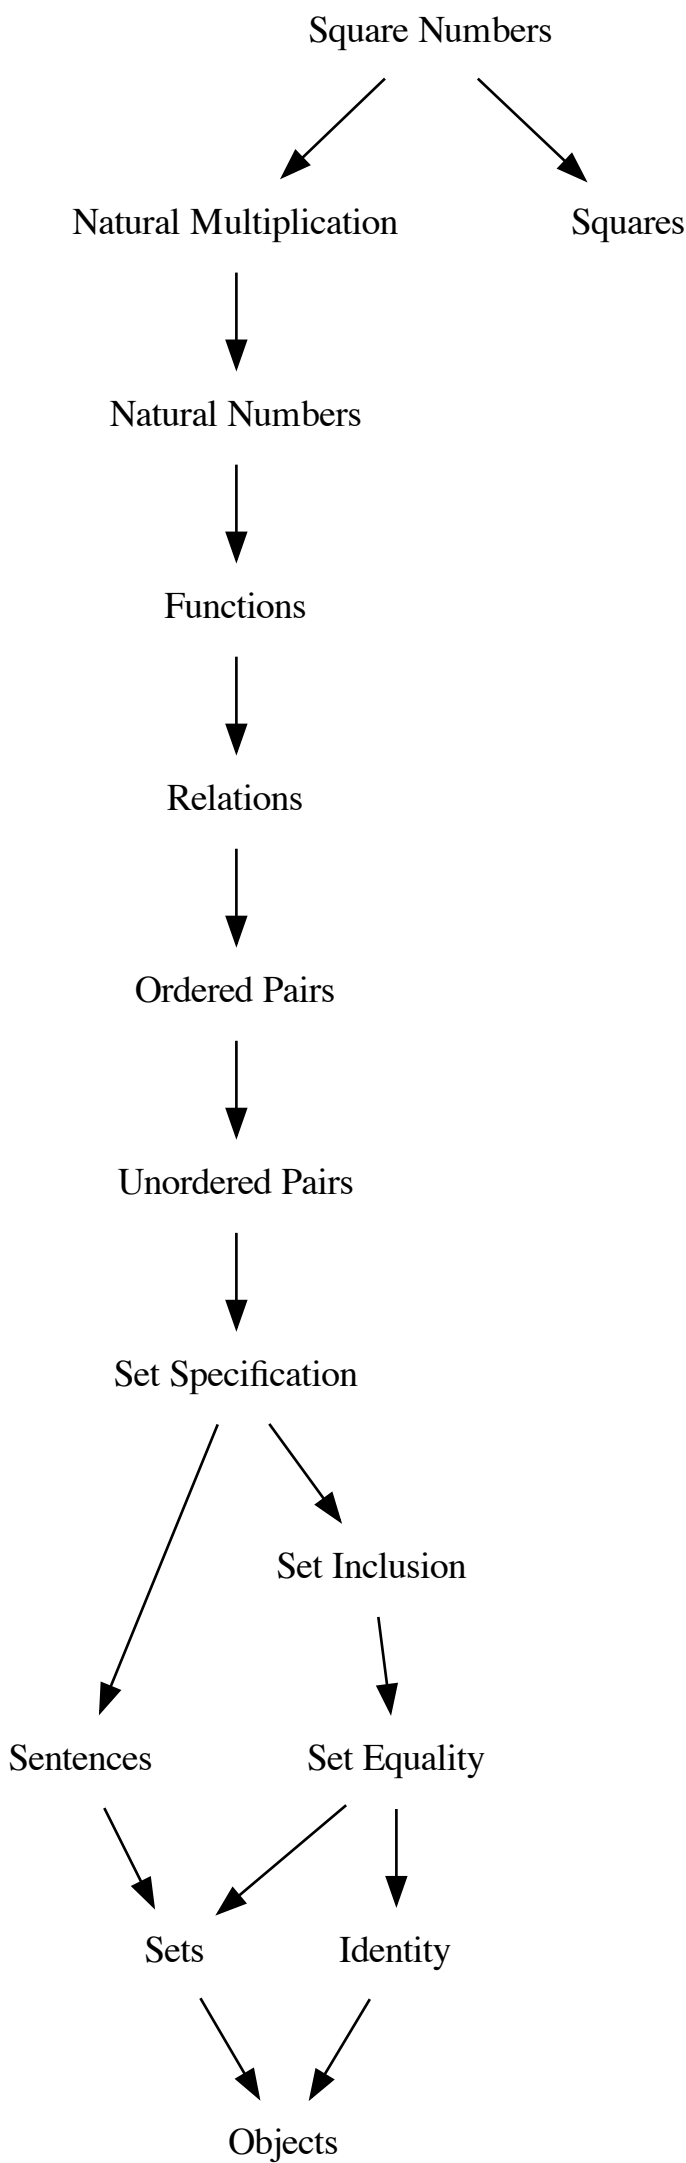 Square Numbers
Natural Multiplication
Squares
Natural Numbers
Functions
Relations
Ordered Pairs
Unordered Pairs
Set Specification
Set Inclusion
Sentences
Set Equality
Sets
Identity
Objects